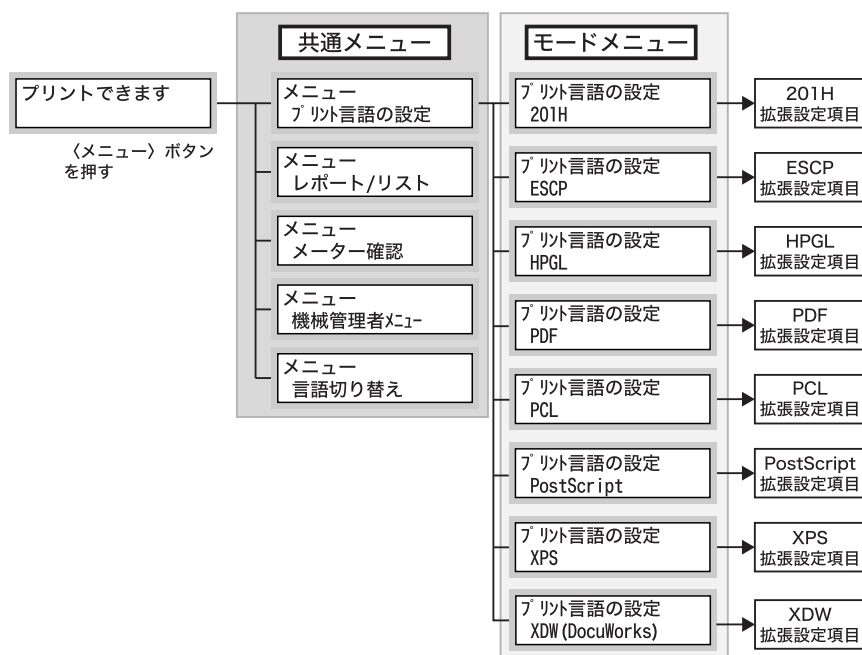 共通メニュー
モードメニュー
プリントできます
〈メニュー〉ボタン
を押す
メニュー
プリント言語の設定
メニュー
レポート/リスト
メニュー
メーター確認
メニュー
機械管理者メニュー
メニュー
言語切り替え
プリント言語の設定
201H
201H
拡張設定項目
プリント言語の設定
ESCP
ESCP
拡張設定項目
プリント言語の設定
HPGL
HPGL
拡張設定項目
プリント言語の設定
PDF
PDF
拡張設定項目
プリント言語の設定
PCL
PCL
拡張設定項目
プリント言語の設定
PostScript
PostScript
拡張設定項目
プリント言語の設定
XPS
XPS
拡張設定項目
プリント言語の設定
XDW(DocuWorks)
XDW
拡張設定項目